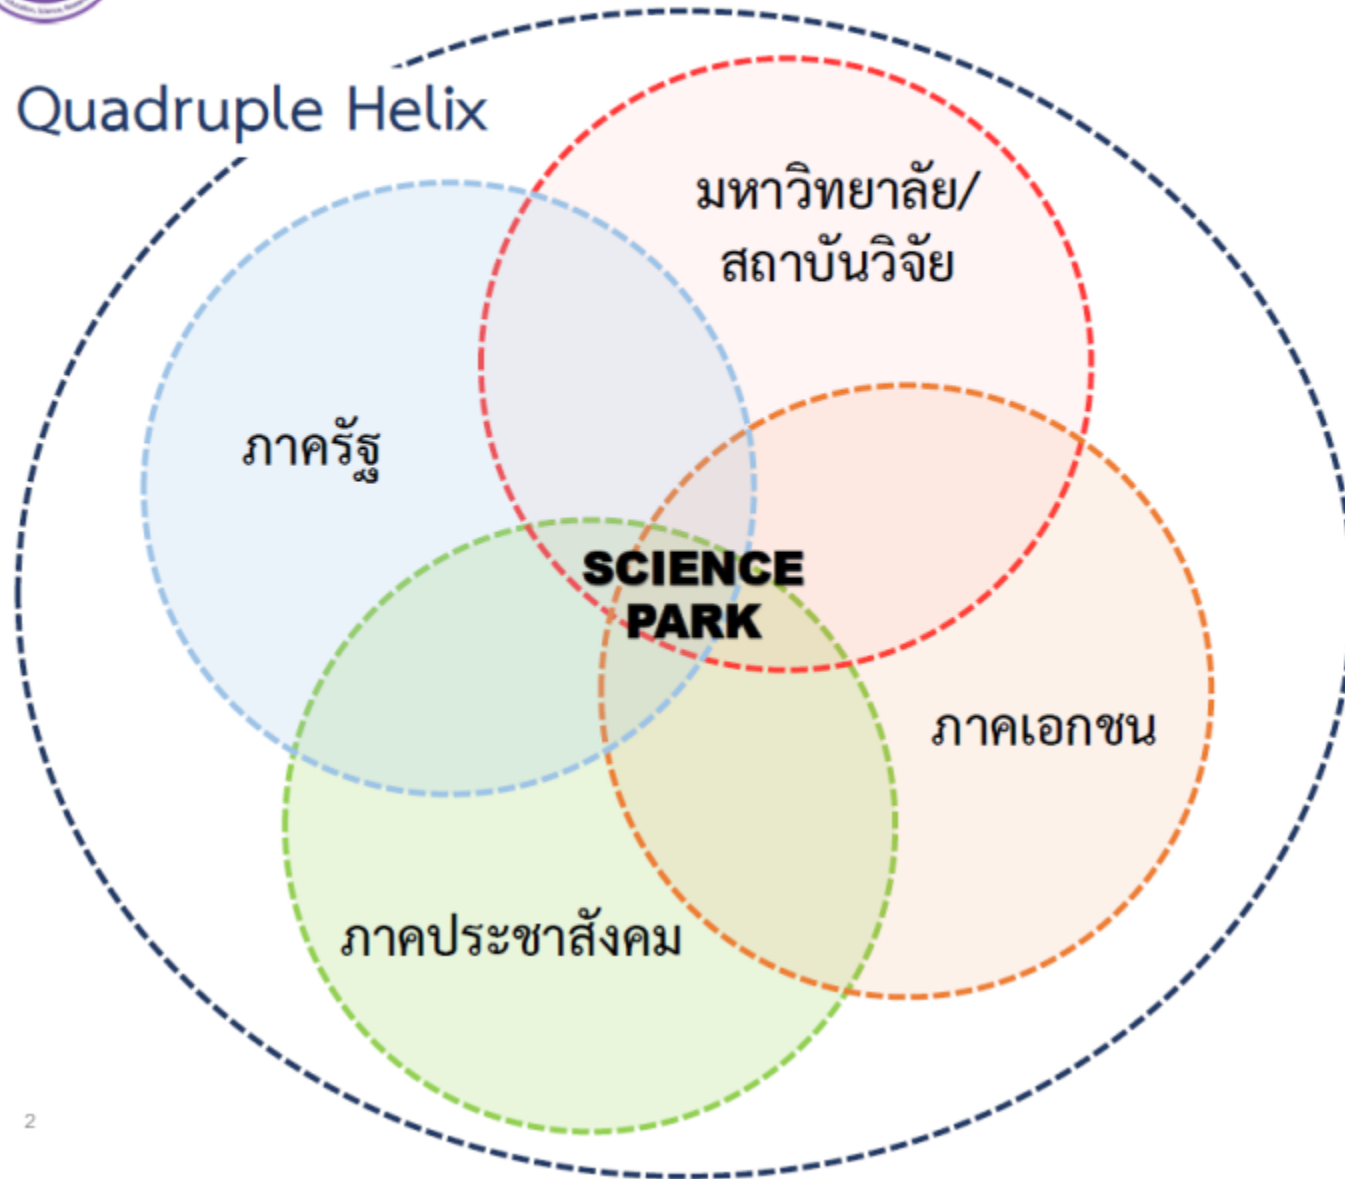 Quadruple Helix
มหาวิทยาลัย/
สถาบันวิจัย
ภาครัฐ
SCIENCE
PARK
ภาคเอกชน
ภาคประชาสังคม
2